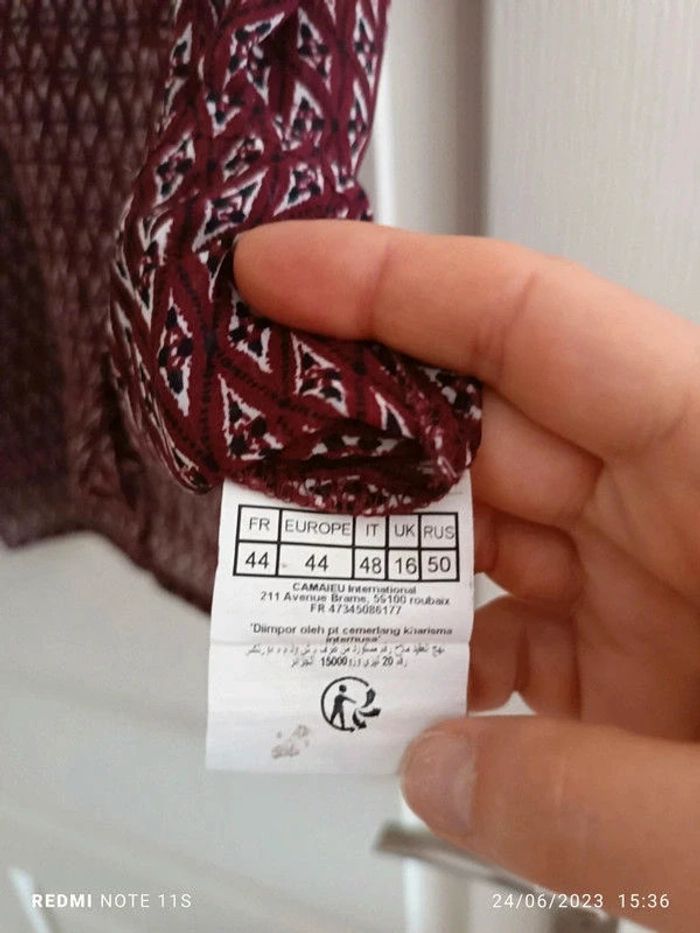 FR EUROPE IT UK RUS
44 44 48 16 50
CAMAIEU International
211 Avenue Brame, 59100 roubaix
FR 47345086177
"Diimpor oleh pt cemerlang kharisma
internusa"
15000
REDMI NOTE 11S
24/06/2023 15:36